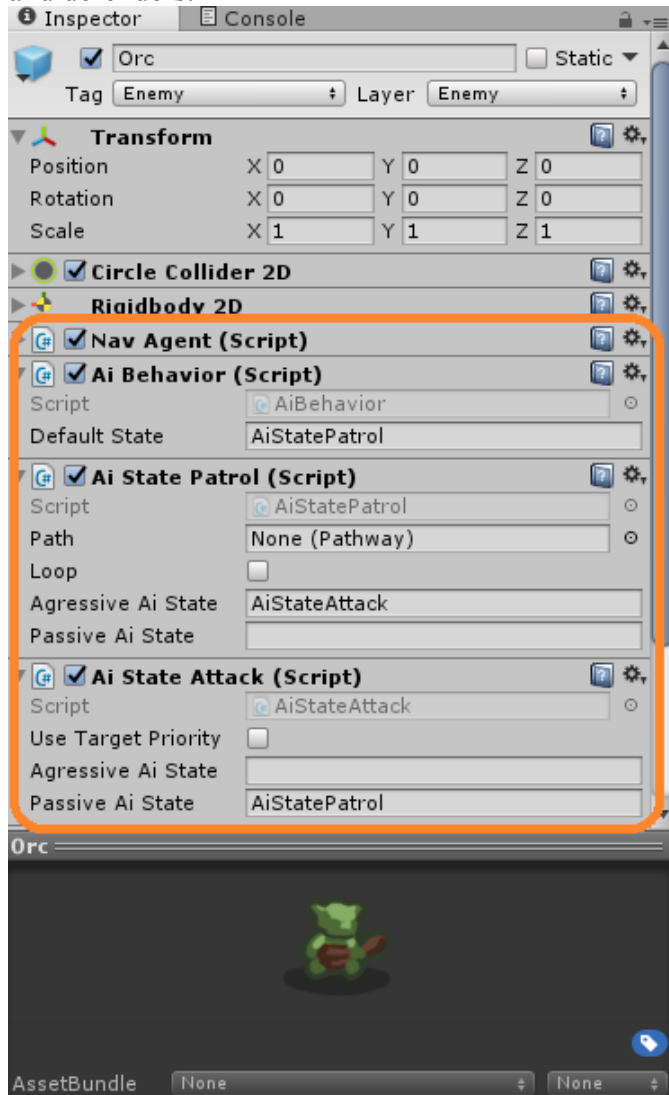 Inspector Console
Orc Static
Tag Enemy Layer Enemy
Transform
Position X 0 Y 0 Z 0
Rotation X 0 Y 0 Z 0
Scale X 1 Y 1 Z 1
Circle Collider 2D
Rigidbody 2D
Nav Agent (Script)
Ai Behavior (Script)
Script AiBehavior
Default State AiStatePatrol
Ai State Patrol (Script)
Script AiStatePatrol
Path None (Pathway)
Loop
Agressive Ai State AiStateAttack
Passive Ai State
Ai State Attack (Script)
Script AiStateAttack
Use Target Priority
Agressive Ai State
Passive Ai State AiStatePatrol
Orc
AssetBundle None None